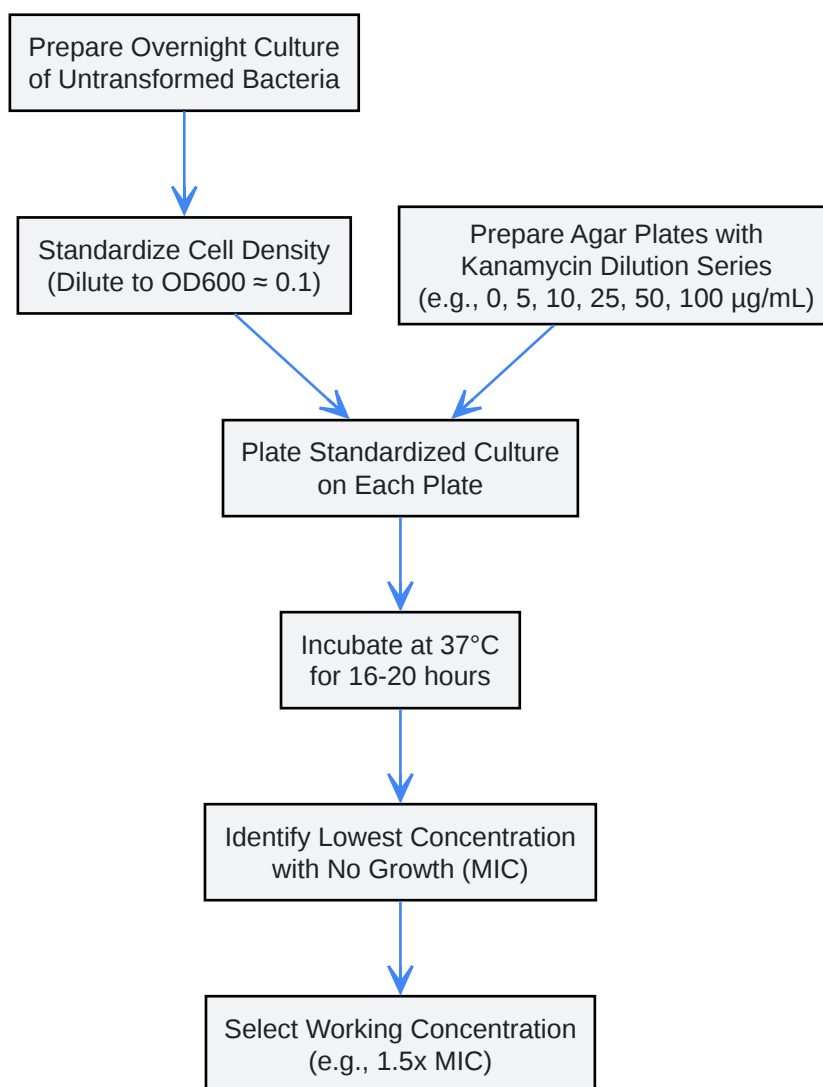 Prepare Overnight Culture
of Untransformed Bacteria
Standardize Cell Density
(Dilute to OD600 ≈ 0.1)
Prepare Agar Plates with
Kanamycin Dilution Series
(e.g., 0, 5, 10, 25, 50, 100 µg/mL)
Plate Standardized Culture
on Each Plate
Incubate at 37°C
for 16-20 hours
Identify Lowest Concentration
with No Growth (MIC)
Select Working Concentration
(e.g., 1.5x MIC)